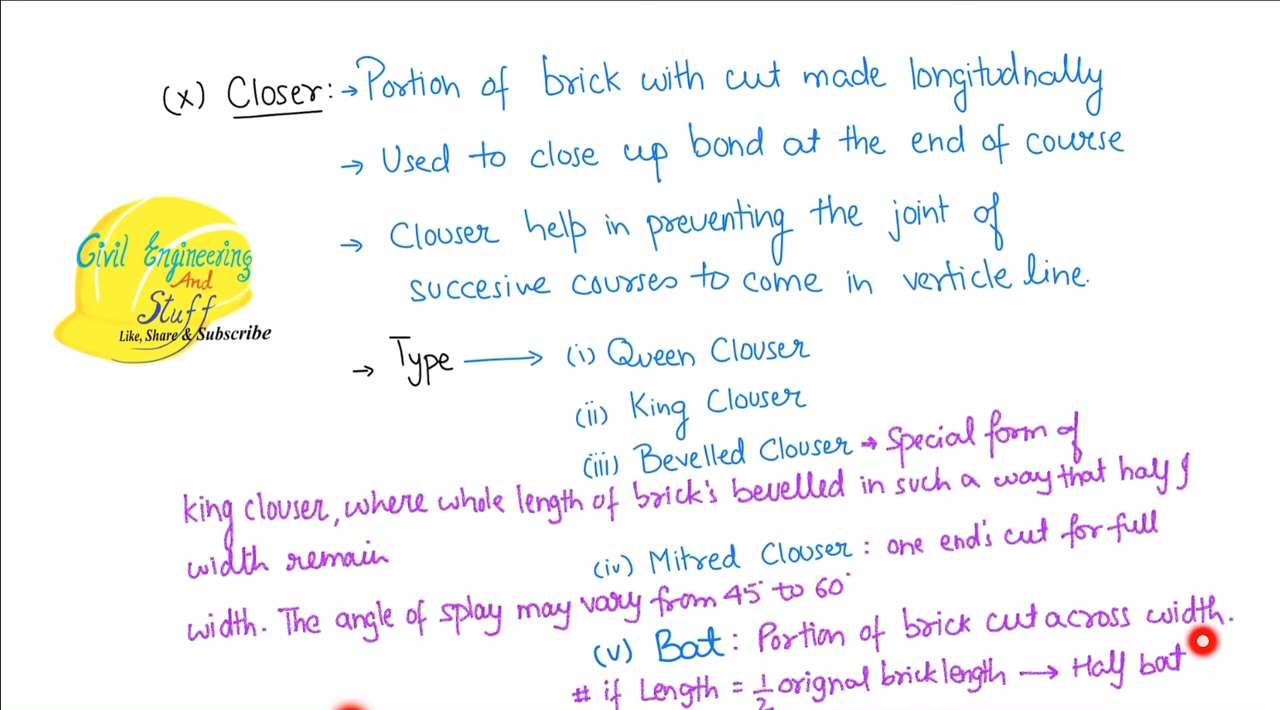 (x) Closer: → Portion of brick with cut made longitudnally
→ Used to close up bond at the end of course
→ Clouser help in preventing the joint of
succesive courses to come in verticle line.
Civil Engineering
And
Stuff
Like, Share & Subscribe
→ Type → (i) Queen Clouser
(ii) King Clouser
(iii) Bevelled Clouser → Special form of
king clouser, where whole length of brick's bevelled in such a way that half of
width remain
(iv) Mitred Clouser : one end's cut for full
width. The angle of splay may vary from 45° to 60°
(v) Bat : Portion of brick cut across width.
# if Length = 1/2 orignal brick length → Half bat